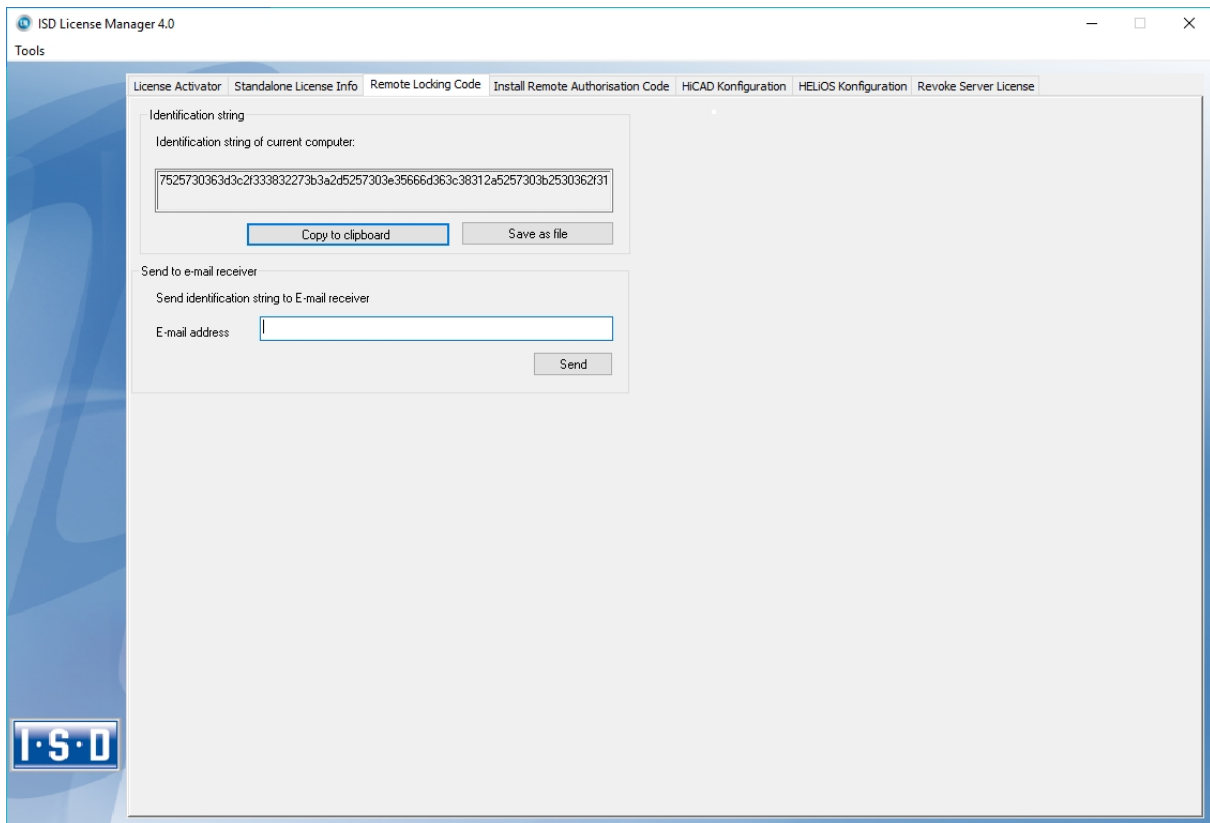 ISD License Manager 4.0
Tools
License Activator Standalone License Info Remote Locking Code Install Remote Authorisation Code HiCAD Konfiguration HELiOS Konfiguration Revoke Server License
Identification string
Identification string of current computer:
7525730363d3c2f333832273b3a2d5257303e35666d363c38312a5257303b2530362f31
Copy to clipboard Save as file
Send to e-mail receiver
Send identification string to E-mail receiver
E-mail address
Send
I·S·D